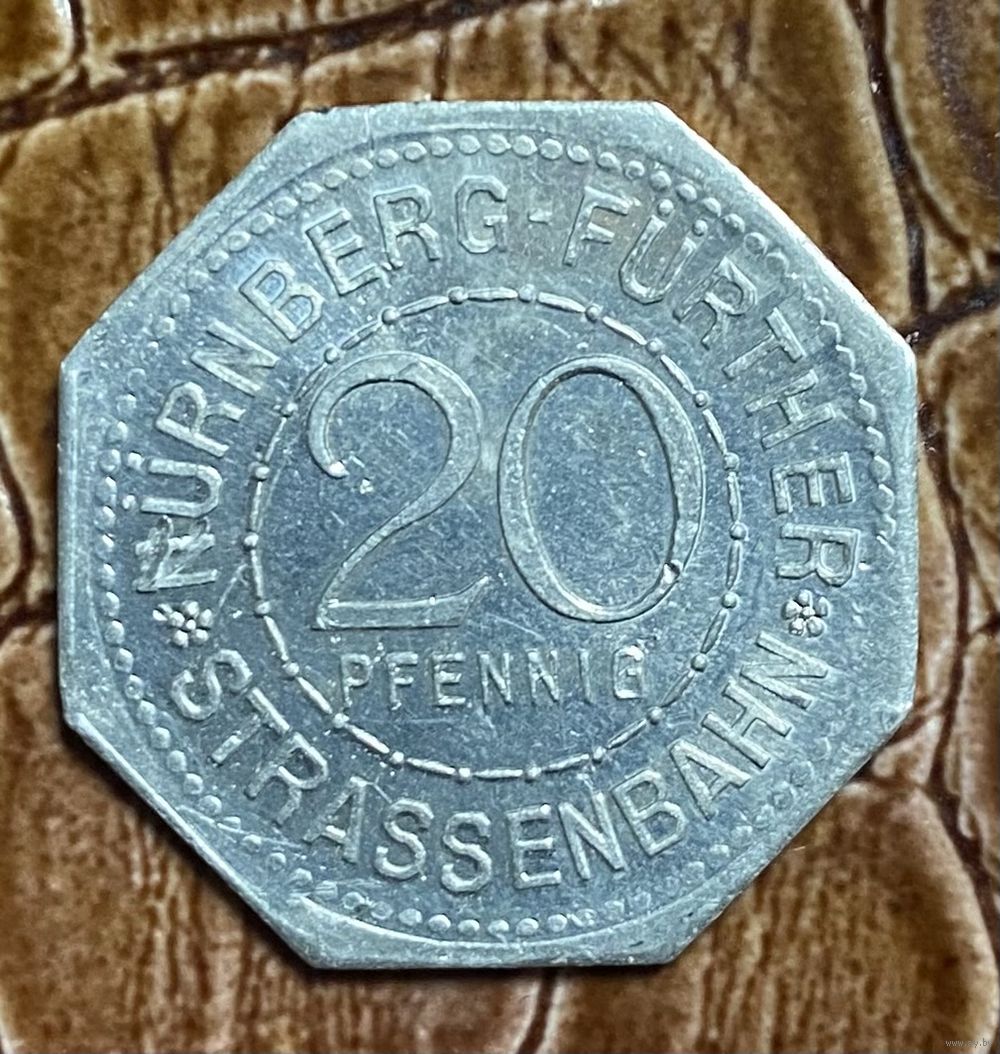 NÜRNBERG-FÜRTHER
20
PFENNIG
STRASSENBAHN